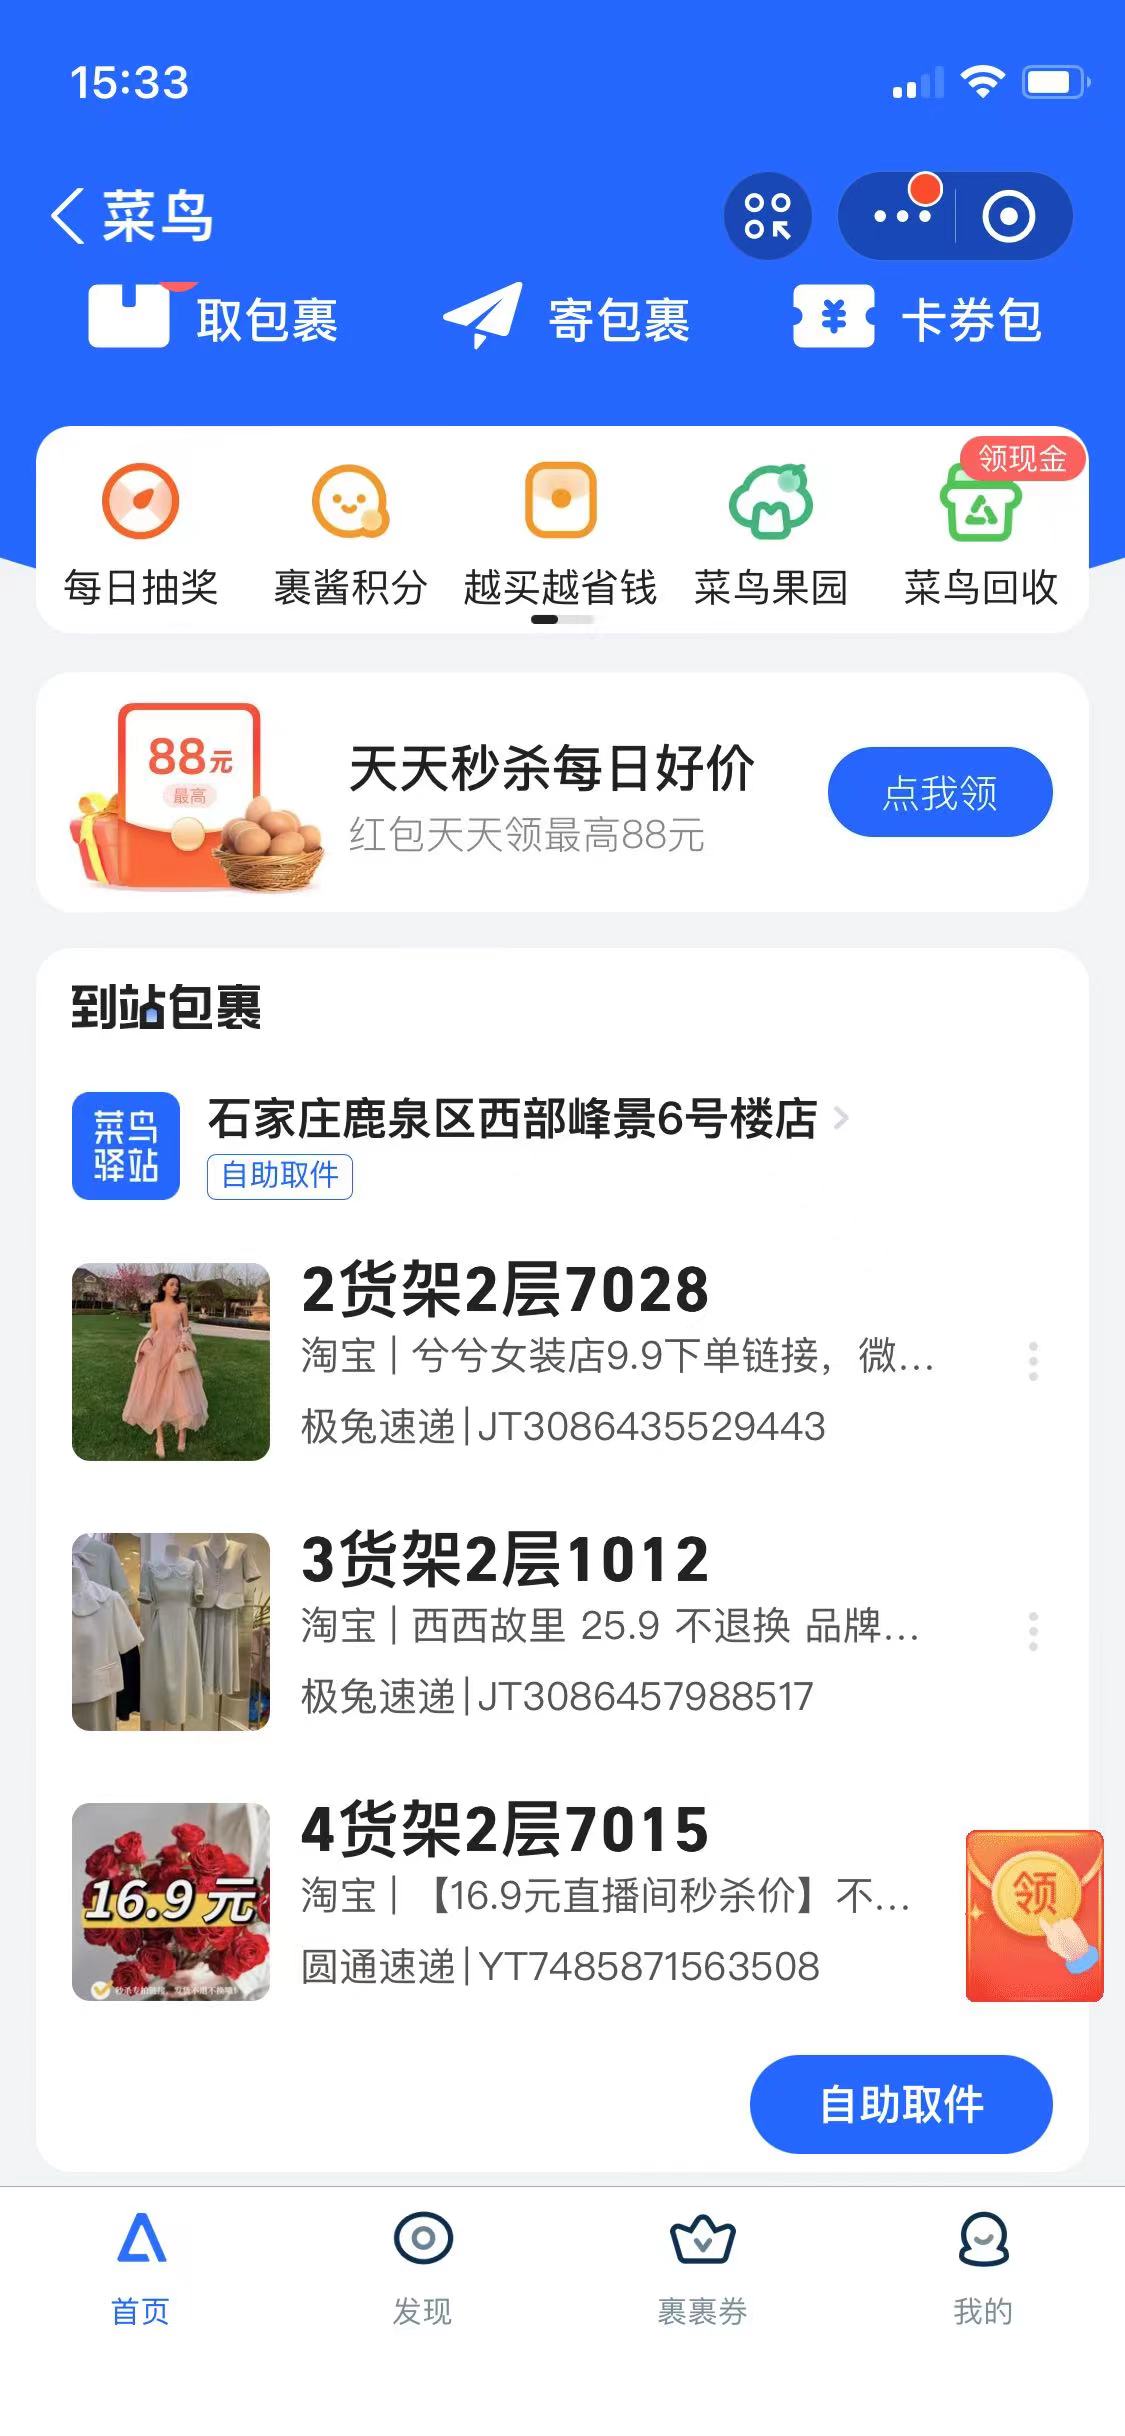 15:33
菜鸟
取包裹
寄包裹
卡券包
领现金
每日抽奖
裹酱积分
越买越省钱
菜鸟果园
菜鸟回收
88元
最高
天天秒杀每日好价
红包天天领最高88元
点我领
到站包裹
菜鸟
驿站
石家庄鹿泉区西部峰景6号楼店
自助取件
2货架2层7028
淘宝 | 兮兮女装店9.9下单链接，微...
极兔速递|JT3086435529443
3货架2层1012
淘宝 | 西西故里 25.9 不退换 品牌...
极兔速递|JT3086457988517
4货架2层7015
淘宝 | 【16.9元直播间秒杀价】不...
圆通速递|YT7485871563508
16.9元
领
自助取件
首页
发现
裹裹券
我的